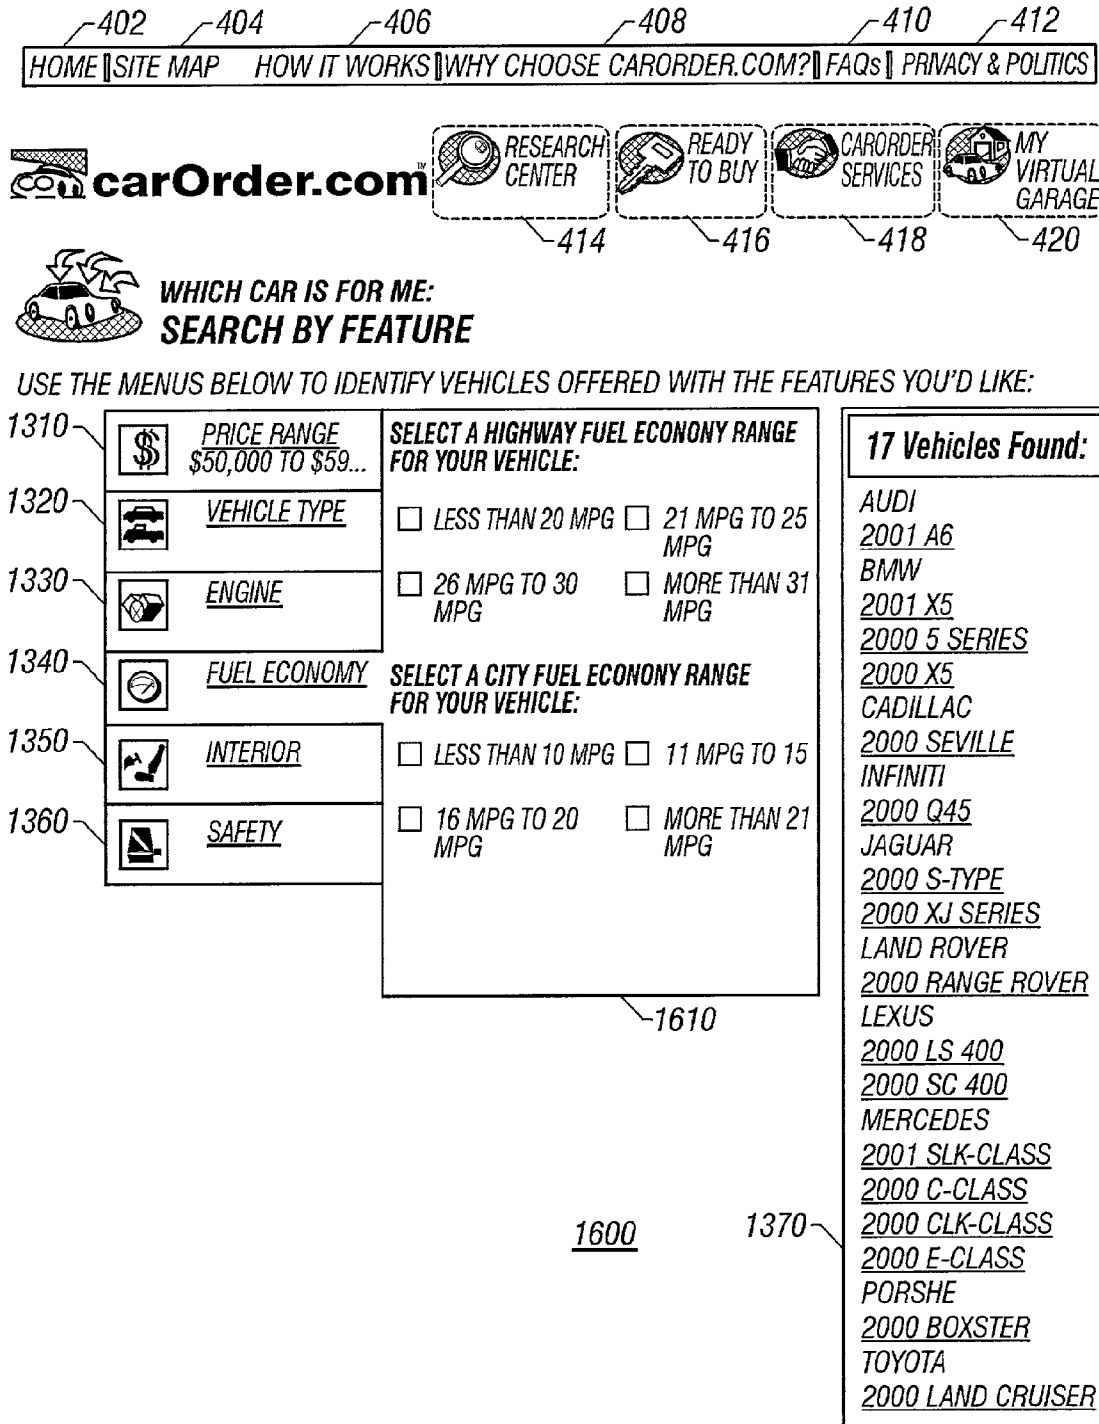 402 404 406 408 410 412
HOME SITE MAP HOW IT WORKS WHY CHOOSE CARORDER.COM? FAQs PRIVACY & POLITICS
carOrder.com™
RESEARCH
CENTER
READY
TO BUY
CARORDER
SERVICES
MY
VIRTUAL
GARAGE
414 416 418 420
WHICH CAR IS FOR ME:
SEARCH BY FEATURE
USE THE MENUS BELOW TO IDENTIFY VEHICLES OFFERED WITH THE FEATURES YOU'D LIKE:
1310
$
PRICE RANGE
$50,000 TO $59...
1320
VEHICLE TYPE
1330
ENGINE
1340
FUEL ECONOMY
1350
INTERIOR
1360
SAFETY
SELECT A HIGHWAY FUEL ECONONY RANGE
FOR YOUR VEHICLE:
LESS THAN 20 MPG
21 MPG TO 25
MPG
26 MPG TO 30
MPG
MORE THAN 31
MPG
SELECT A CITY FUEL ECONONY RANGE
FOR YOUR VEHICLE:
LESS THAN 10 MPG
11 MPG TO 15
16 MPG TO 20
MPG
MORE THAN 21
MPG
1610
17 Vehicles Found:
AUDI
2001 A6
BMW
2001 X5
2000 5 SERIES
2000 X5
CADILLAC
2000 SEVILLE
INFINITI
2000 Q45
JAGUAR
2000 S-TYPE
2000 XJ SERIES
LAND ROVER
2000 RANGE ROVER
LEXUS
2000 LS 400
2000 SC 400
MERCEDES
2001 SLK-CLASS
2000 C-CLASS
2000 CLK-CLASS
2000 E-CLASS
PORSHE
2000 BOXSTER
TOYOTA
2000 LAND CRUISER
1600
1370